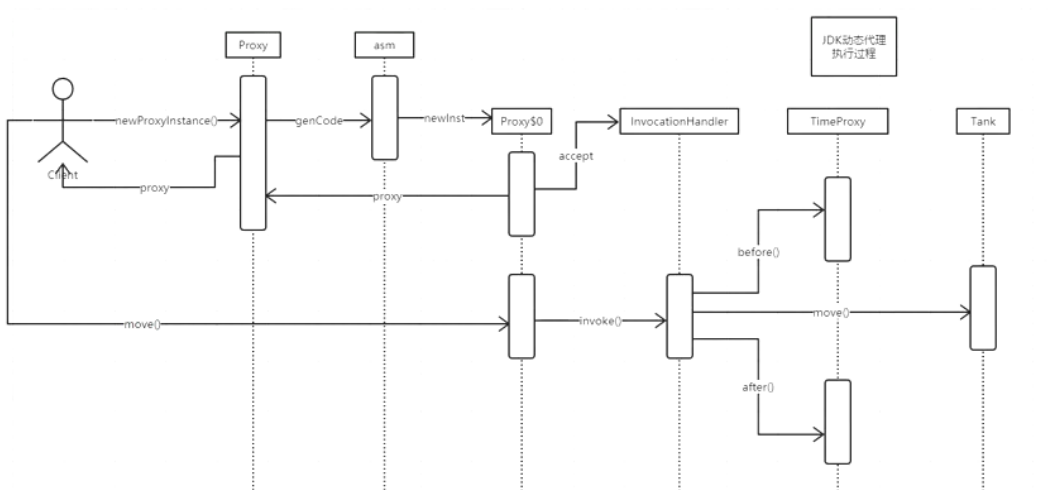 JDK动态代理
执行过程
Proxy
asm
Client
newProxyInstance()
genCode
newInst
Proxy$0
InvocationHandler
TimeProxy
Tank
accept
proxy
proxy
before()
move()
invoke()
move()
after()